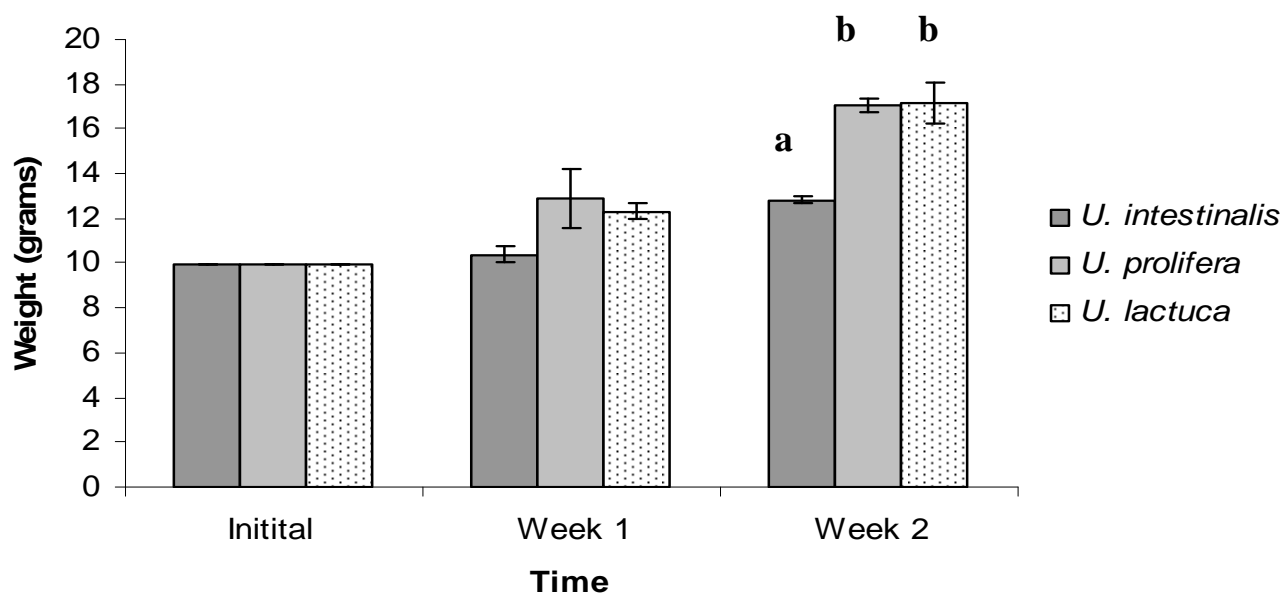 b b
20
18
16
a
14
12
10
8
6
4
2
0
Weight (grams)
Initital Week 1 Week 2
Time
U. intestinalis
U. prolifera
U. lactuca